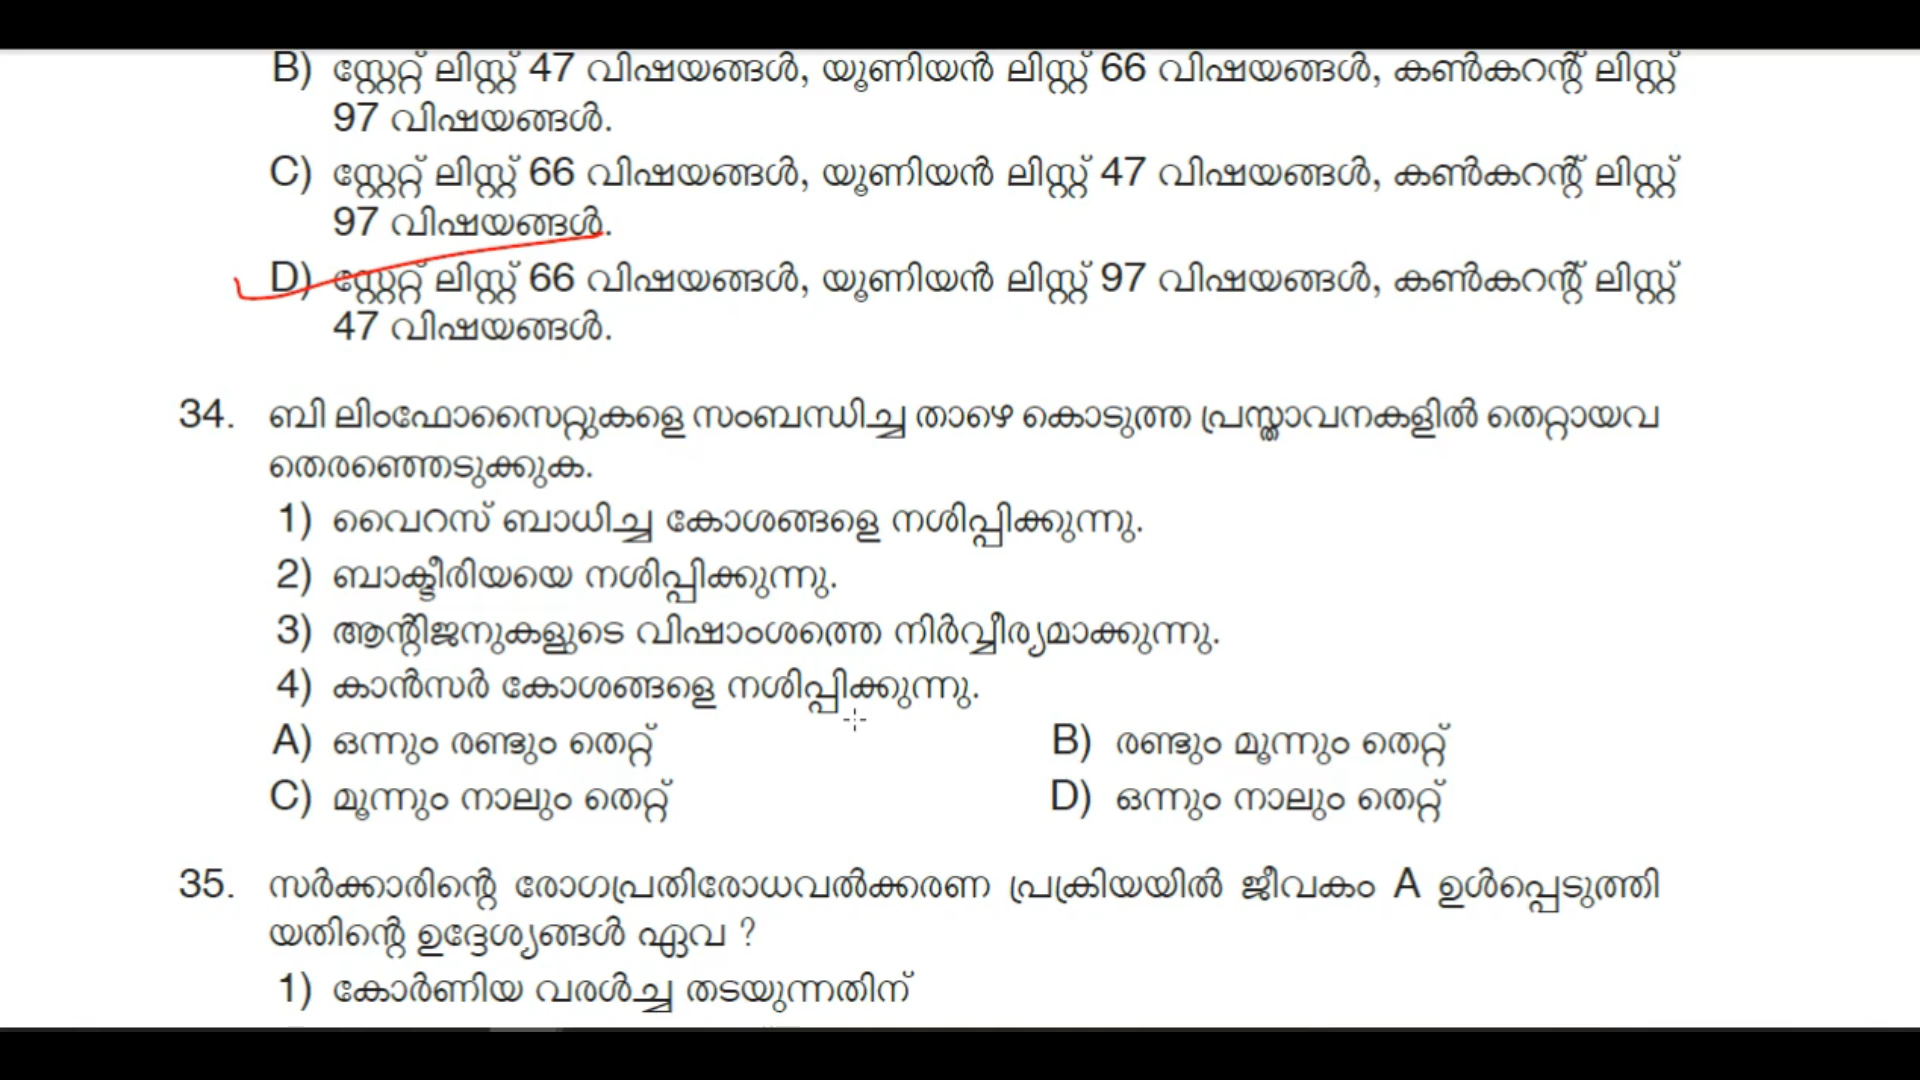 B) സ്റ്റേറ്റ് ലിസ്റ്റ് 47 വിഷയങ്ങൾ, യൂണിയൻ ലിസ്റ്റ് 66 വിഷയങ്ങൾ, കൺകറന്റ് ലിസ്റ്റ്
97 വിഷയങ്ങൾ.
C) സ്റ്റേറ്റ് ലിസ്റ്റ് 66 വിഷയങ്ങൾ, യൂണിയൻ ലിസ്റ്റ് 47 വിഷയങ്ങൾ, കൺകറന്റ് ലിസ്റ്റ്
97 വിഷയങ്ങൾ.
D) സ്റ്റേറ്റ് ലിസ്റ്റ് 66 വിഷയങ്ങൾ, യൂണിയൻ ലിസ്റ്റ് 97 വിഷയങ്ങൾ, കൺകറന്റ് ലിസ്റ്റ്
47 വിഷയങ്ങൾ.
34. ബി ലിംഫോസൈറ്റുകളെ സംബന്ധിച്ച താഴെ കൊടുത്ത പ്രസ്താവനകളിൽ തെറ്റായവ
തെരഞ്ഞെടുക്കുക.
1) വൈറസ് ബാധിച്ച കോശങ്ങളെ നശിപ്പിക്കുന്നു.
2) ബാക്ടീരിയയെ നശിപ്പിക്കുന്നു.
3) ആന്റിജനുകളുടെ വിഷാംശത്തെ നിർവ്വീര്യമാക്കുന്നു.
4) കാൻസർ കോശങ്ങളെ നശിപ്പിക്കുന്നു.
A) ഒന്നും രണ്ടും തെറ്റ് B) രണ്ടും മൂന്നും തെറ്റ്
C) മൂന്നും നാലും തെറ്റ് D) ഒന്നും നാലും തെറ്റ്
35. സർക്കാരിന്റെ രോഗപ്രതിരോധവൽക്കരണ പ്രക്രിയയിൽ ജീവകം A ഉൾപ്പെടുത്തി
യതിന്റെ ഉദ്ദേശ്യങ്ങൾ ഏവ ?
1) കോർണിയ വരൾച്ച തടയുന്നതിന്